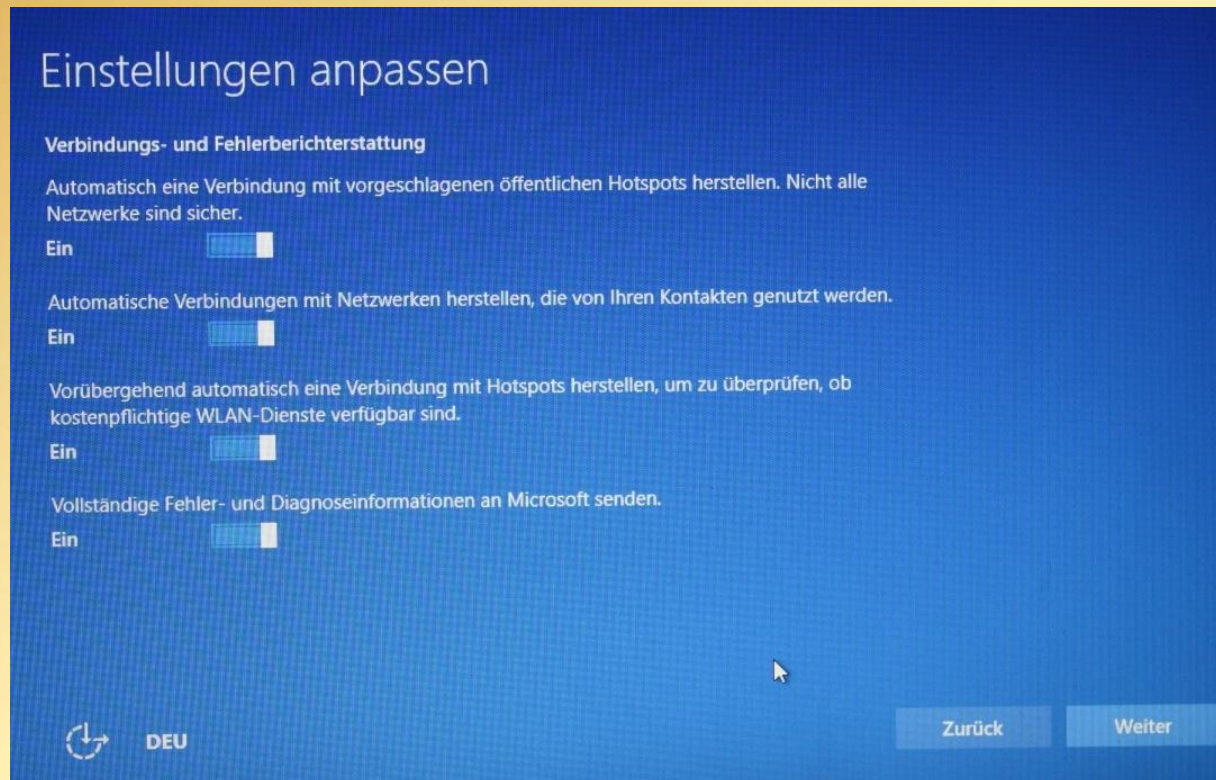 Einstellungen anpassen
Verbindungs- und Fehlerberichterstattung
Automatisch eine Verbindung mit vorgeschlagenen öffentlichen Hotspots herstellen. Nicht alle
Netzwerke sind sicher.
Ein
Automatische Verbindungen mit Netzwerken herstellen, die von Ihren Kontakten genutzt werden.
Ein
Vorübergehend automatisch eine Verbindung mit Hotspots herstellen, um zu überprüfen, ob
kostenpflichtige WLAN-Dienste verfügbar sind.
Ein
Vollständige Fehler- und Diagnoseinformationen an Microsoft senden.
Ein
DEU
Zurück
Weiter